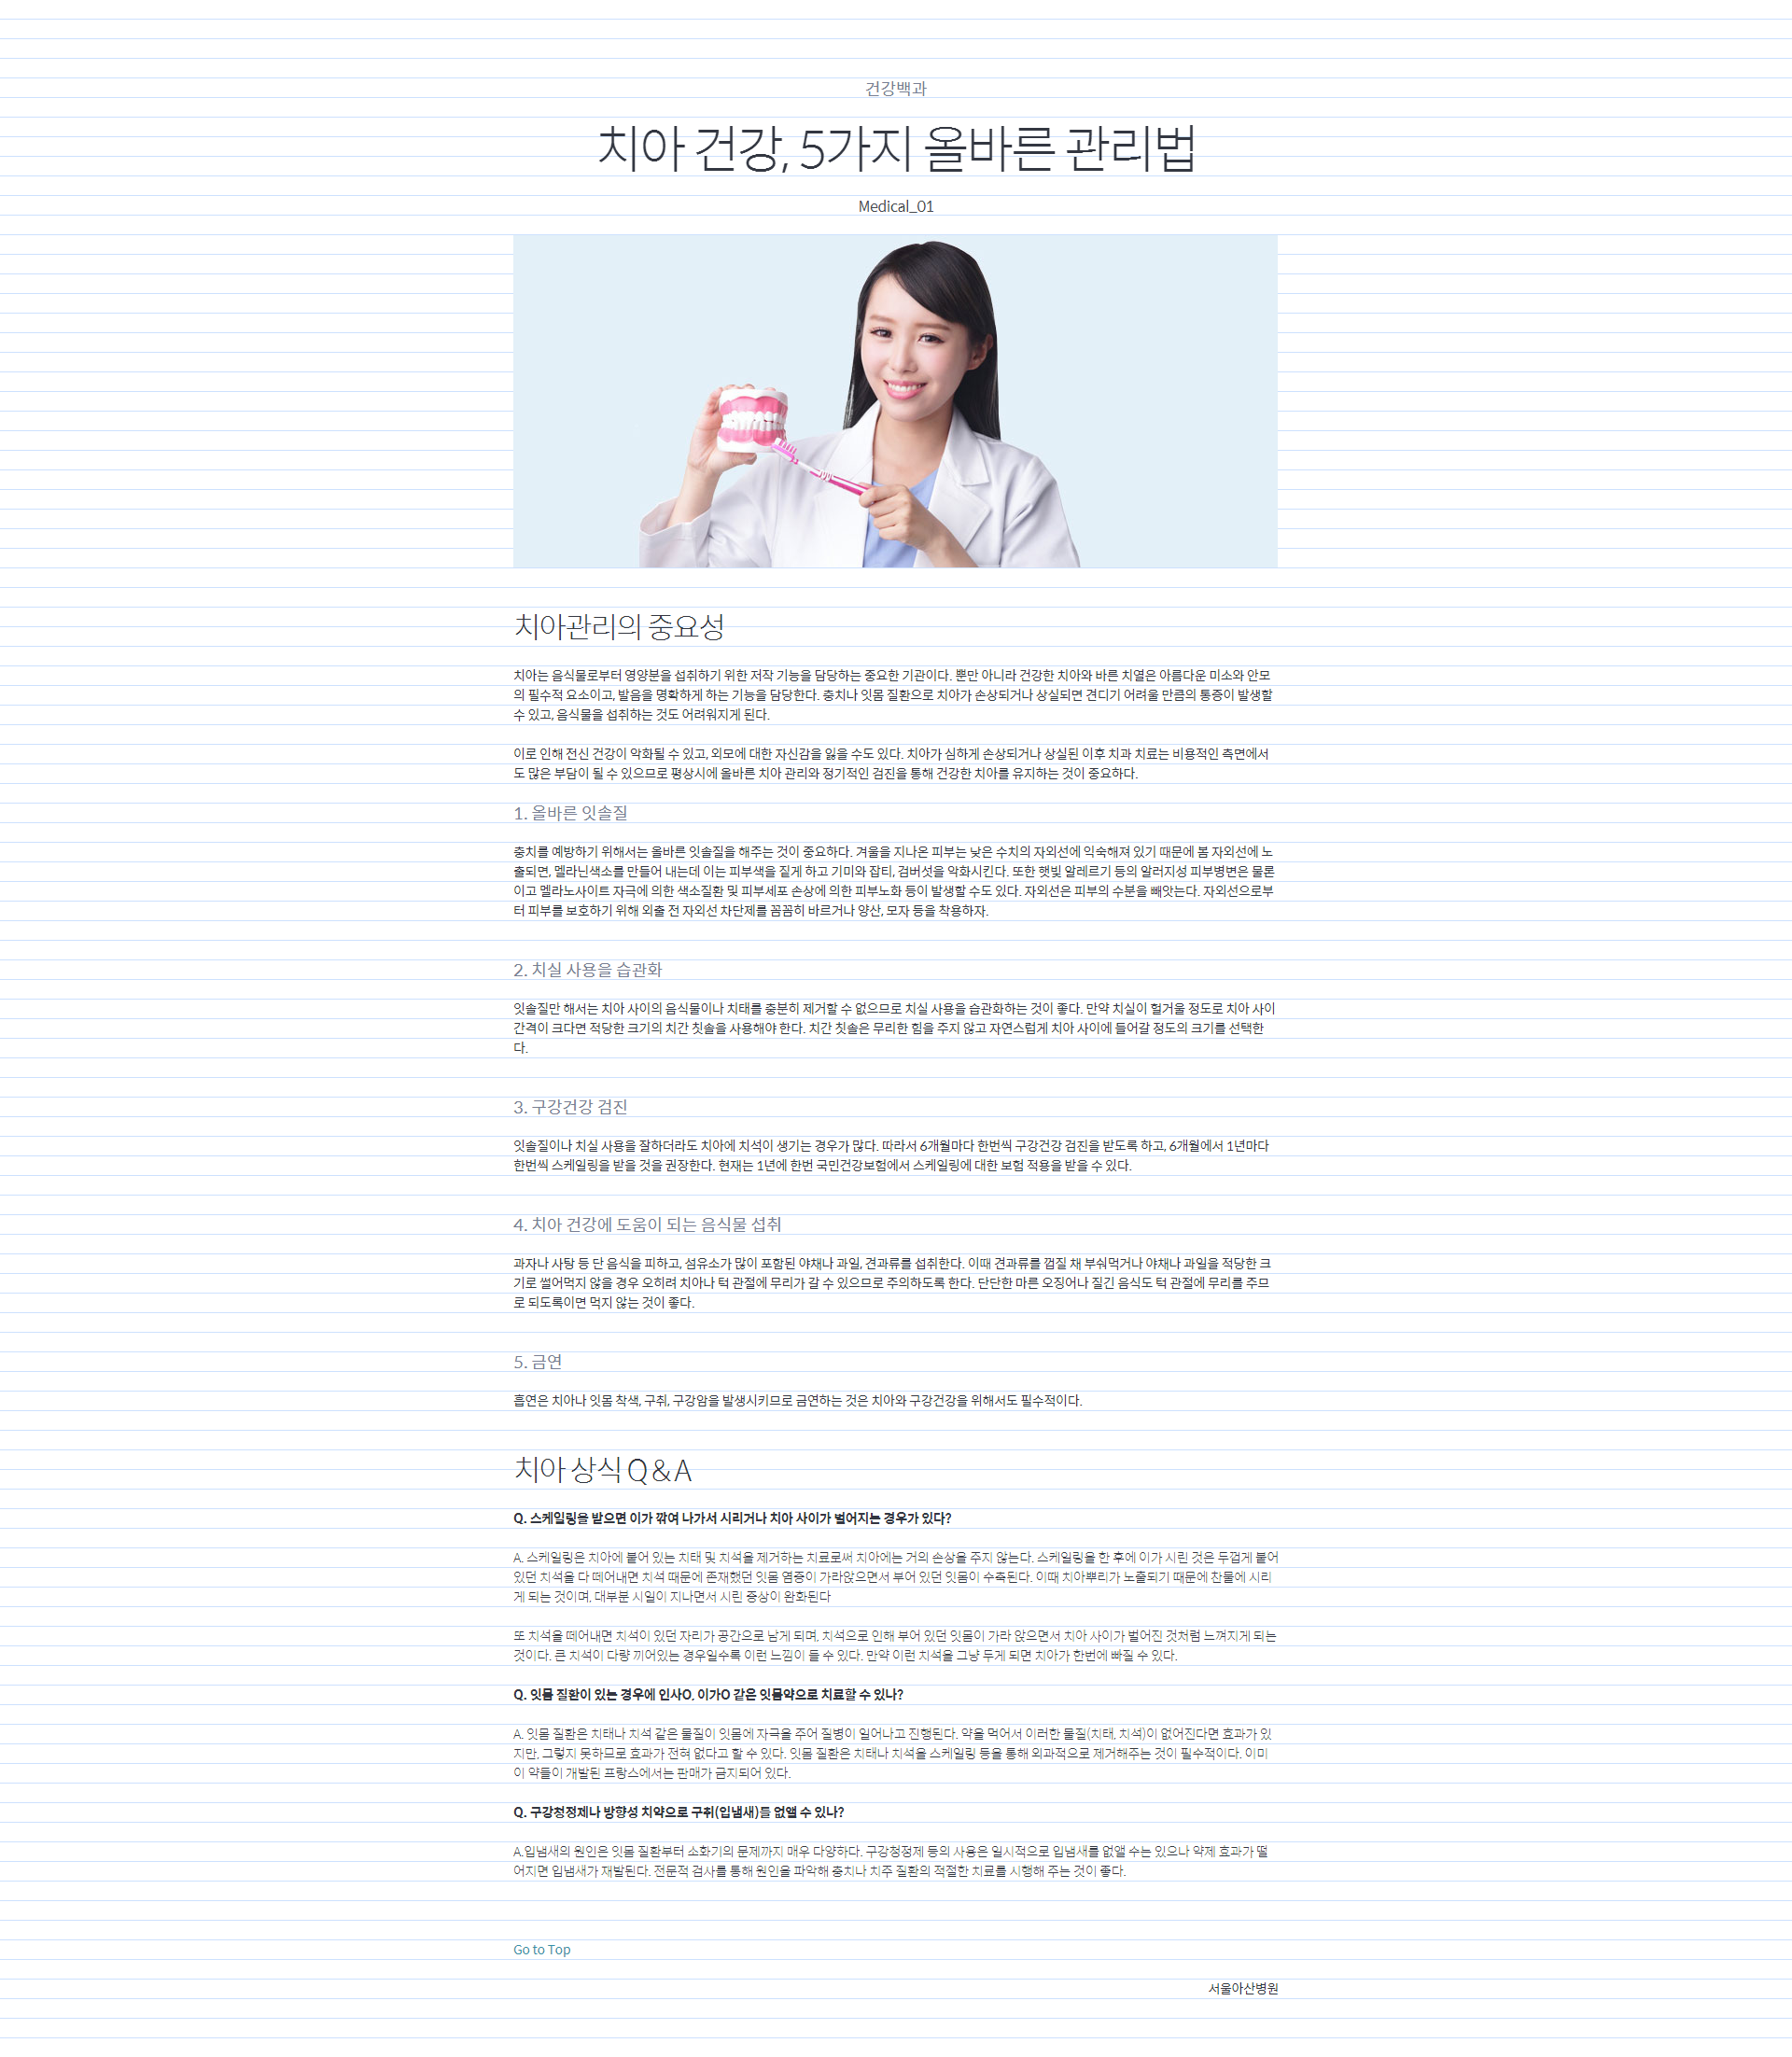 건강백과
치아 건강, 5가지 올바른 관리법
Medical_01
치아관리의 중요성
치아는 음식물로부터 영양분을 섭취하기 위한 저작 기능을 담당하는 중요한 기관이다. 뿐만 아니라 건강한 치아와 바른 치열은 아름다운 미소와 안모
의 필수적 요소이고, 발음을 명확하게 하는 기능을 담당한다. 충치나 잇몸 질환으로 치아가 손상되거나 상실되면 견디기 어려울 만큼의 통증이 발생할
수 있고, 음식물을 섭취하는 것도 어려워지게 된다.
이로 인해 전신 건강이 악화될 수 있고, 외모에 대한 자신감을 잃을 수도 있다. 치아가 심하게 손상되거나 상실된 이후 치과 치료는 비용적인 측면에서
도 많은 부담이 될 수 있으므로 평상시에 올바른 치아 관리와 정기적인 검진을 통해 건강한 치아를 유지하는 것이 중요하다.
1. 올바른 잇솔질
충치를 예방하기 위해서는 올바른 잇솔질을 해주는 것이 중요하다. 겨울을 지나온 피부는 낮은 수치의 자외선에 익숙해져 있기 때문에 봄 자외선에 노
출되면, 멜라닌색소를 만들어 내는데 이는 피부색을 짙게 하고 기미와 잡티, 검버섯을 악화시킨다. 또한 햇빛 알레르기 등의 알러지성 피부병변은 물론
이고 멜라노사이트 자극에 의한 색소질환 및 피부세포 손상에 의한 피부노화 등이 발생할 수도 있다. 자외선은 피부의 수분을 빼앗는다. 자외선으로부
터 피부를 보호하기 위해 외출 전 자외선 차단제를 꼼꼼히 바르거나 양산, 모자 등을 착용하자.
2. 치실 사용을 습관화
잇솔질만 해서는 치아 사이의 음식물이나 치태를 충분히 제거할 수 없으므로 치실 사용을 습관화하는 것이 좋다. 만약 치실이 헐거울 정도로 치아 사이
간격이 크다면 적당한 크기의 치간 칫솔을 사용해야 한다. 치간 칫솔은 무리한 힘을 주지 않고 자연스럽게 치아 사이에 들어갈 정도의 크기를 선택한
다.
3. 구강건강 검진
잇솔질이나 치실 사용을 잘하더라도 치아에 치석이 생기는 경우가 많다. 따라서 6개월마다 한번씩 구강건강 검진을 받도록 하고, 6개월에서 1년마다
한번씩 스케일링을 받을 것을 권장한다. 현재는 1년에 한번 국민건강보험에서 스케일링에 대한 보험 적용을 받을 수 있다.
4. 치아 건강에 도움이 되는 음식물 섭취
과자나 사탕 등 단 음식을 피하고, 섬유소가 많이 포함된 야채나 과일, 견과류를 섭취한다. 이때 견과류를 껍질 채 부숴먹거나 야채나 과일을 적당한 크
기로 썰어먹지 않을 경우 오히려 치아나 턱 관절에 무리가 갈 수 있으므로 주의하도록 한다. 단단한 마른 오징어나 질긴 음식도 턱 관절에 무리를 주므
로 되도록이면 먹지 않는 것이 좋다.
5. 금연
흡연은 치아나 잇몸 착색, 구취, 구강암을 발생시키므로 금연하는 것은 치아와 구강건강을 위해서도 필수적이다.
치아 상식 Q & A
Q. 스케일링을 받으면 이가 깎여 나가서 시리거나 치아 사이가 벌어지는 경우가 있다?
A. 스케일링은 치아에 붙어 있는 치태 및 치석을 제거하는 치료로써 치아에는 거의 손상을 주지 않는다. 스케일링을 한 후에 이가 시린 것은 두껍게 붙어
있던 치석을 다 떼어내면 치석 때문에 존재했던 잇몸 염증이 가라앉으면서 부어 있던 잇몸이 수축된다. 이때 치아뿌리가 노출되기 때문에 찬물에 시리
게 되는 것이며, 대부분 시일이 지나면서 시린 증상이 완화된다
또 치석을 떼어내면 치석이 있던 자리가 공간으로 남게 되며, 치석으로 인해 부어 있던 잇몸이 가라 앉으면서 치아 사이가 벌어진 것처럼 느껴지게 되는
것이다. 큰 치석이 다량 끼어있는 경우일수록 이런 느낌이 들 수 있다. 만약 이런 치석을 그냥 두게 되면 치아가 한번에 빠질 수 있다.
Q. 잇몸 질환이 있는 경우에 인사O, 이가O 같은 잇몸약으로 치료할 수 있나?
A. 잇몸 질환은 치태나 치석 같은 물질이 잇몸에 자극을 주어 질병이 일어나고 진행된다. 약을 먹어서 이러한 물질(치태, 치석)이 없어진다면 효과가 있
지만, 그렇지 못하므로 효과가 전혀 없다고 할 수 있다. 잇몸 질환은 치태나 치석을 스케일링 등을 통해 외과적으로 제거해주는 것이 필수적이다. 이미
이 약들이 개발된 프랑스에서는 판매가 금지되어 있다.
Q. 구강청정제나 방향성 치약으로 구취(입냄새)를 없앨 수 있나?
A.입냄새의 원인은 잇몸 질환부터 소화기의 문제까지 매우 다양하다. 구강청정제 등의 사용은 일시적으로 입냄새를 없앨 수는 있으나 약제 효과가 떨
어지면 입냄새가 재발된다. 전문적 검사를 통해 원인을 파악해 충치나 치주 질환의 적절한 치료를 시행해 주는 것이 좋다.
Go to Top
서울아산병원